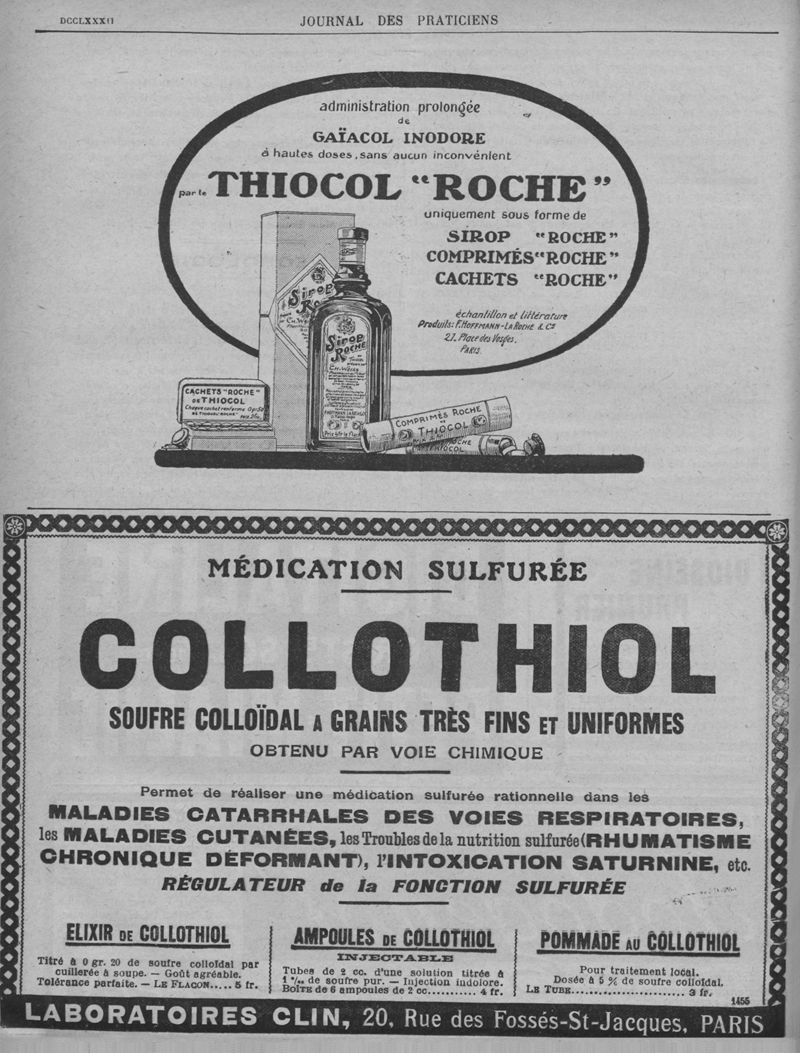 DCCLXXXII
JOURNAL DES PRATICIENS
administration prolongée
de
GAÏACOL INODORE
à hautes doses, sans aucun inconvénient
par le THIOCOL "ROCHE"
uniquement sous forme de
SIROP "ROCHE"
COMPRIMÉS "ROCHE"
CACHETS "ROCHE"
échantillon et littérature
Produits: F. HOFFMANN-LA ROCHE & Cº
21, Place des Vosges.
PARIS
Sirop
Roche
Sirop
ROCHE
CACHETS "ROCHE"
DE THIOCOL
COMPRIMÉS ROCHE
THIOCOL
ROCHE
THIOCOL
MÉDICATION SULFURÉE
COLLOTHIOL
SOUFRE COLLOÏDAL A GRAINS TRÈS FINS ET UNIFORMES
OBTENU PAR VOIE CHIMIQUE
Permet de réaliser une médication sulfurée rationnelle dans les
MALADIES CATARRHALES DES VOIES RESPIRATOIRES,
les MALADIES CUTANÉES, les Troubles de la nutrition sulfurée (RHUMATISME
CHRONIQUE DÉFORMANT), l'INTOXICATION SATURNINE, etc.
RÉGULATEUR de la FONCTION SULFURÉE
ELIXIR DE COLLOTHIOL
Titré à 0 gr. 20 de soufre colloïdal par
cuillerée à soupe. — Goût agréable.
Tolérance parfaite. — LE FLACON..... 5 fr.
AMPOULES DE COLLOTHIOL
INJECTABLE
Tubes de 2 cc. d'une solution titrée à
1 °/oo de soufre pur. — Injection indolore.
BOÎTE de 6 ampoules de 2 cc........... 4 fr.
POMMADE AU COLLOTHIOL
Pour traitement local.
Dosée à 5 % de soufre colloïdal.
LE TUBE....................... 3 fr.
1455
LABORATOIRES CLIN, 20, Rue des Fossés-St-Jacques, PARIS